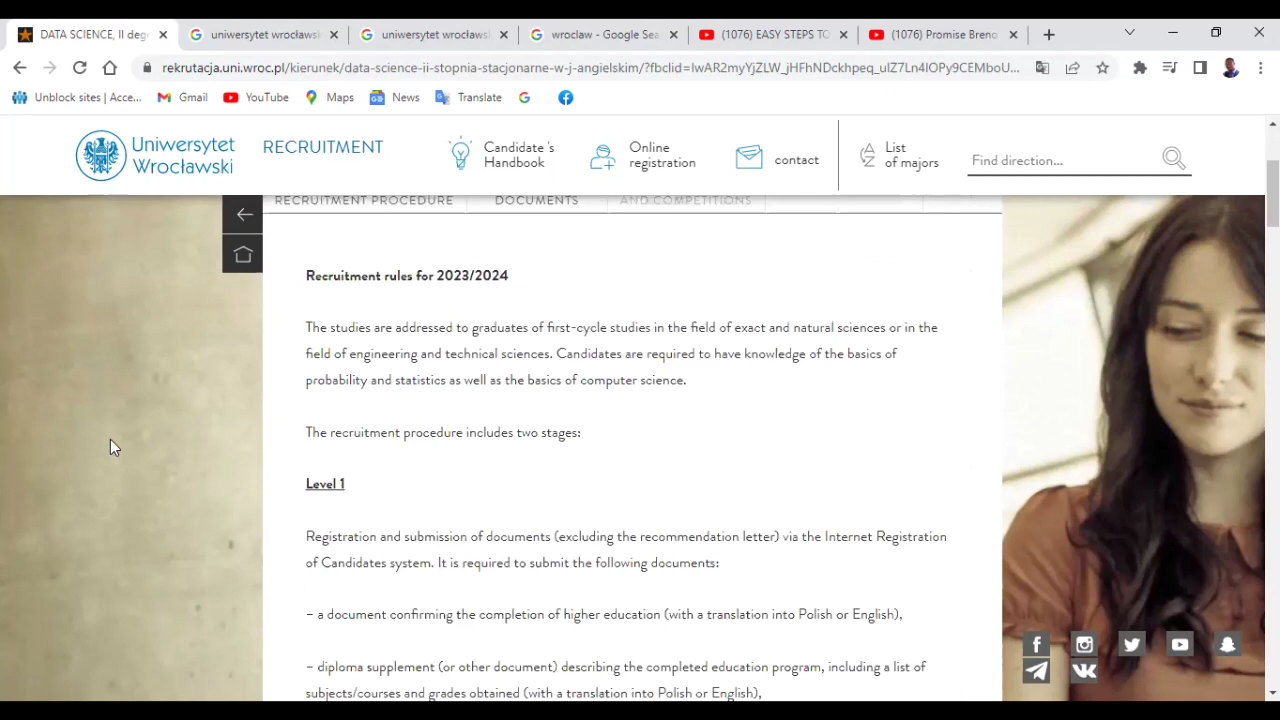 DATA SCIENCE, II deg
uniwersytet wrocławsk
uniwersytet wrocławsk
wroclaw - Google Sea
(1076) EASY STEPS TO
(1076) Promise Breno
rekrutacja.uni.wroc.pl/kierunek/data-science-ii-stopnia-stacjonarne-w-j-angielskim/?fbclid=IwAR2myYjZLW_jHFhNDckhpeq_uIZ7Ln4IOPy9CEMboU...
Unblock sites | Acce...
Gmail
YouTube
Maps
News
Translate
Uniwersytet
Wrocławski
RECRUITMENT
Candidate 's
Handbook
Online
registration
contact
List
of majors
Find direction...
RECRUITMENT PROCEDURE
DOCUMENTS
AND COMPETITIONS
Recruitment rules for 2023/2024
The studies are addressed to graduates of first-cycle studies in the field of exact and natural sciences or in the
field of engineering and technical sciences. Candidates are required to have knowledge of the basics of
probability and statistics as well as the basics of computer science.
The recruitment procedure includes two stages:
Level 1
Registration and submission of documents (excluding the recommendation letter) via the Internet Registration
of Candidates system. It is required to submit the following documents:
– a document confirming the completion of higher education (with a translation into Polish or English),
– diploma supplement (or other document) describing the completed education program, including a list of
subjects/courses and grades obtained (with a translation into Polish or English),